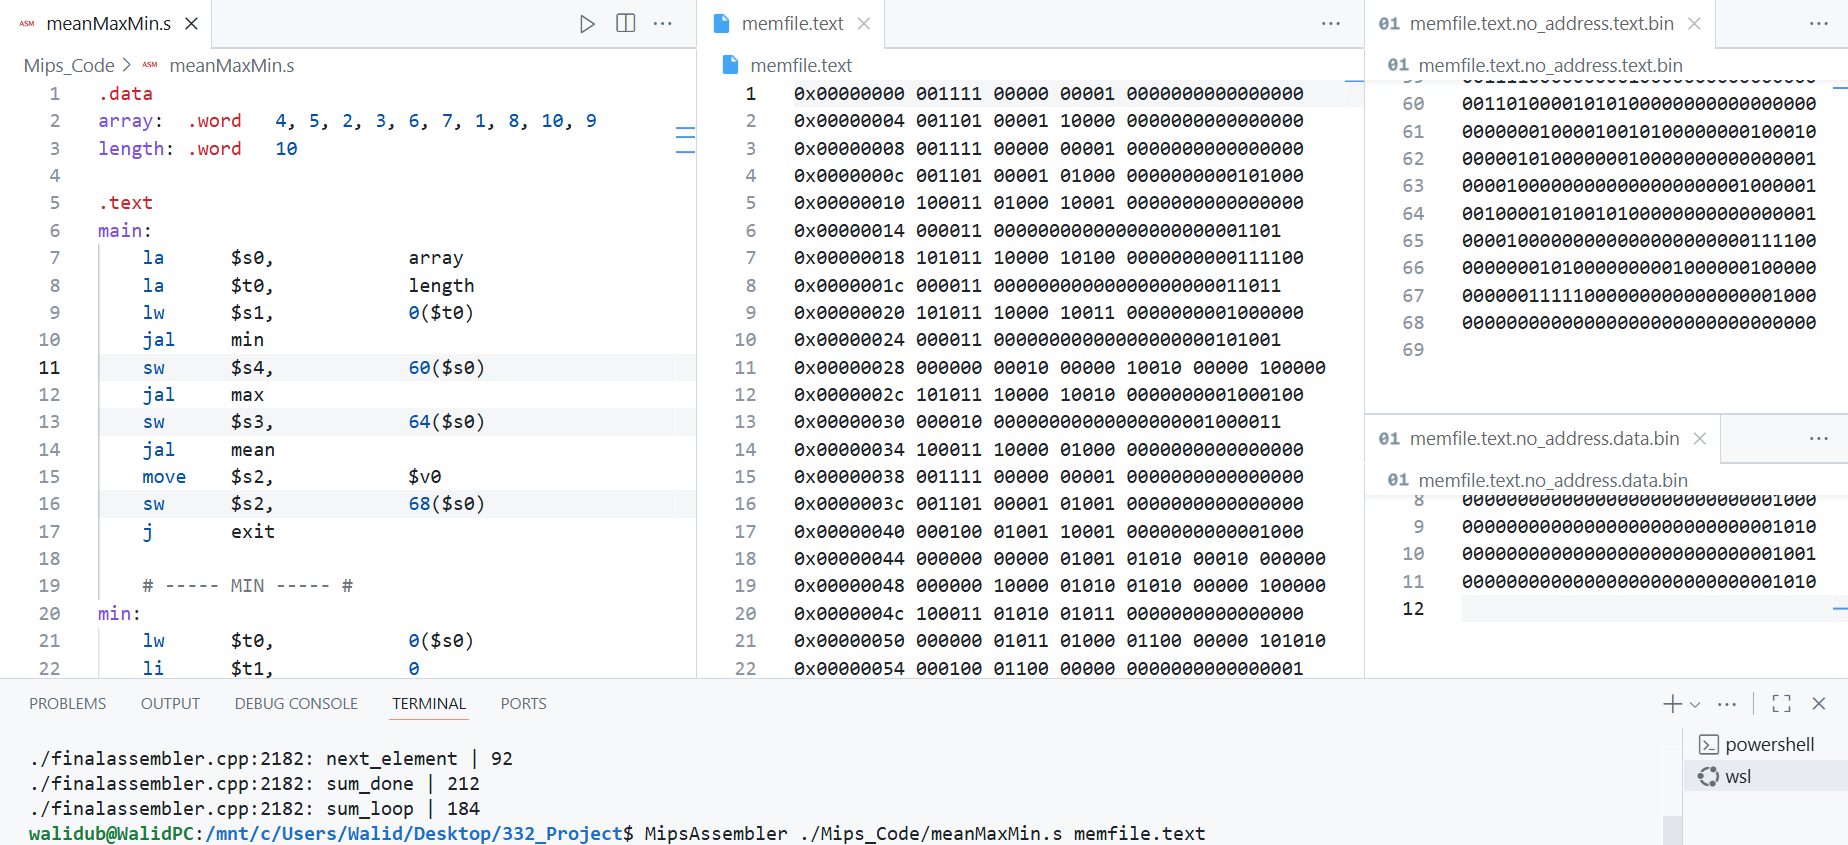 ASM meanMaxMin.s
Mips_Code > ASM meanMaxMin.s
1 .data
2 array: .word 4, 5, 2, 3, 6, 7, 1, 8, 10, 9
3 length: .word 10
4
5 .text
6 main:
7 la $s0, array
8 la $t0, length
9 lw $s1, 0($t0)
10 jal min
11 sw $s4, 60($s0)
12 jal max
13 sw $s3, 64($s0)
14 jal mean
15 move $s2, $v0
16 sw $s2, 68($s0)
17 j exit
18
19 # ----- MIN ----- #
20 min:
21 lw $t0, 0($s0)
22 li $t1, 0
memfile.text
memfile.text
1 0x00000000 001111 00000 00001 0000000000000000
2 0x00000004 001101 00001 10000 0000000000000000
3 0x00000008 001111 00000 00001 0000000000000000
4 0x0000000c 001101 00001 01000 0000000000101000
5 0x00000010 100011 01000 10001 0000000000000000
6 0x00000014 000011 00000000000000000000001101
7 0x00000018 101011 10000 10100 0000000000111100
8 0x0000001c 000011 00000000000000000000011011
9 0x00000020 101011 10000 10011 0000000001000000
10 0x00000024 000011 00000000000000000000101001
11 0x00000028 000000 00010 00000 10010 00000 100000
12 0x0000002c 101011 10000 10010 0000000001000100
13 0x00000030 000010 00000000000000000001000011
14 0x00000034 100011 10000 01000 0000000000000000
15 0x00000038 001111 00000 00001 0000000000000000
16 0x0000003c 001101 00001 01001 0000000000000000
17 0x00000040 000100 01001 10001 0000000000001000
18 0x00000044 000000 00000 01001 01010 00010 000000
19 0x00000048 000000 10000 01010 01010 00000 100000
20 0x0000004c 100011 01010 01011 0000000000000000
21 0x00000050 000000 01011 01000 01100 00000 101010
22 0x00000054 000100 01100 00000 0000000000000001
01 memfile.text.no_address.text.bin
01 memfile.text.no_address.text.bin
60 00110100001010100000000000000000
61 00000001000010010100000000100010
62 00000101000000010000000000000001
63 00001000000000000000000001000001
64 00100001010010100000000000000001
65 00001000000000000000000000111100
66 00000001010000000001000000100000
67 00000011111000000000000000001000
68 00000000000000000000000000000000
69
01 memfile.text.no_address.data.bin
01 memfile.text.no_address.data.bin
8 00000000000000000000000000001000
9 00000000000000000000000000001010
10 00000000000000000000000000001001
11 00000000000000000000000000001010
12
PROBLEMS OUTPUT DEBUG CONSOLE TERMINAL PORTS
./finalassembler.cpp:2182: next_element | 92
./finalassembler.cpp:2182: sum_done | 212
./finalassembler.cpp:2182: sum_loop | 184
walidub@WalidPC:/mnt/c/Users/Walid/Desktop/332_Project$ MipsAssembler ./Mips_Code/meanMaxMin.s memfile.text
powershell
wsl